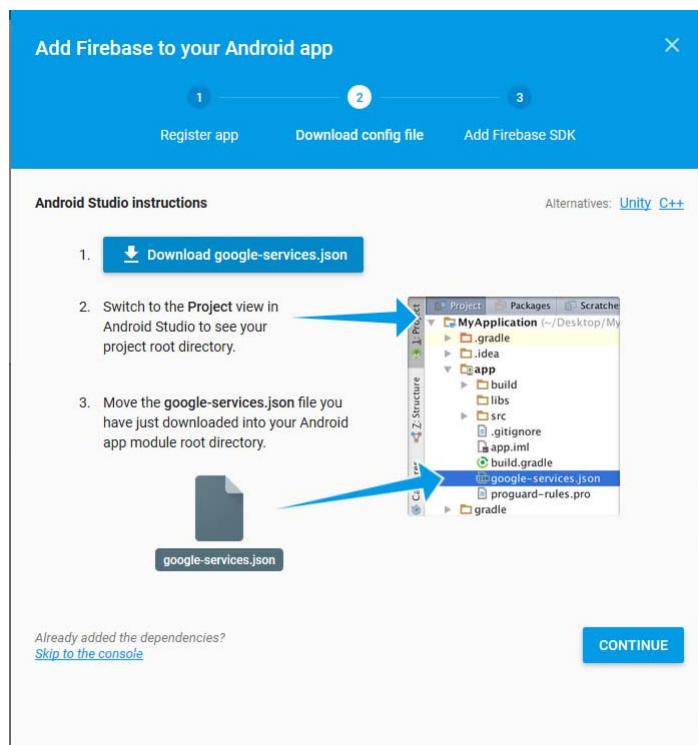 Add Firebase to your Android app
1
2
3
Register app
Download config file
Add Firebase SDK
Android Studio instructions
Alternatives: Unity C++
1. Download google-services.json
2. Switch to the Project view in
Android Studio to see your
project root directory.
3. Move the google-services.json file you
have just downloaded into your Android
app module root directory.
google-services.json
Project Packages Scratche
1: Project
Z: Structure
MyApplication (~/Desktop/My
.gradle
.idea
app
build
libs
src
.gitignore
app.iml
build.gradle
google-services.json
proguard-rules.pro
gradle
Already added the dependencies?
Skip to the console
CONTINUE